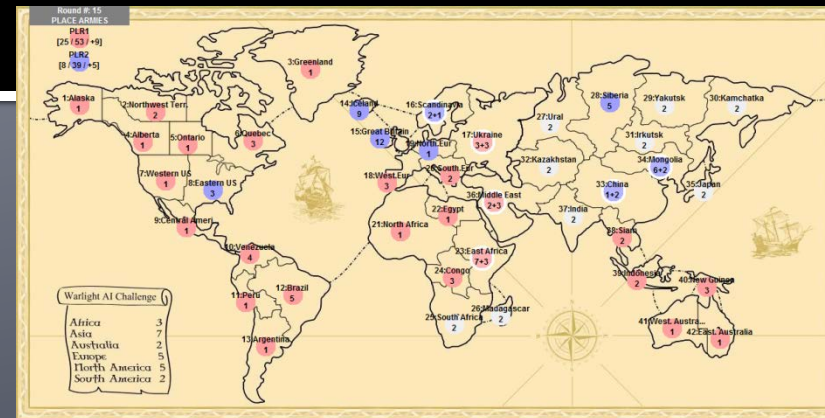 Round #: 15
PLACE ARMIES
PLR1
[25 / 53 / +9]
PLR2
[8 / 39 / +5]
3:Greenland
1
1:Alaska
1
2:Northwest Terr.
2
4:Alberta
1
5:Ontario
1
6:Quebec
3
7:Western US
1
8:Eastern US
3
9:Central Ameri.
1
10:Venezuela
4
11:Peru
1
12:Brazil
5
13:Argentina
1
14:Iceland
9
15:Great Britain
12
16:Scandinavia
2+1
17:Ukraine
3+3
18:West.Eur
3
North.Eur
1
20:South.Eur
2
21:North Africa
1
22:Egypt
1
23:East Africa
7+3
24:Congo
3
25:South Africa
2
26:Madagascar
2
27:Ural
2
28:Siberia
5
29:Yakutsk
2
30:Kamchatka
2
31:Irkutsk
2
32:Kazakhstan
2
33:China
1+2
34:Mongolia
6+2
35:Japan
2
36:Middle East
2+3
37:India
2
38:Siam
2
39:Indonesia
2
40:New Guinea
3
41:West. Austra...
1
42:East. Australia
1
Warlight AI Challenge
Africa 3
Asia 7
Australia 2
Europe 5
North America 5
South America 2